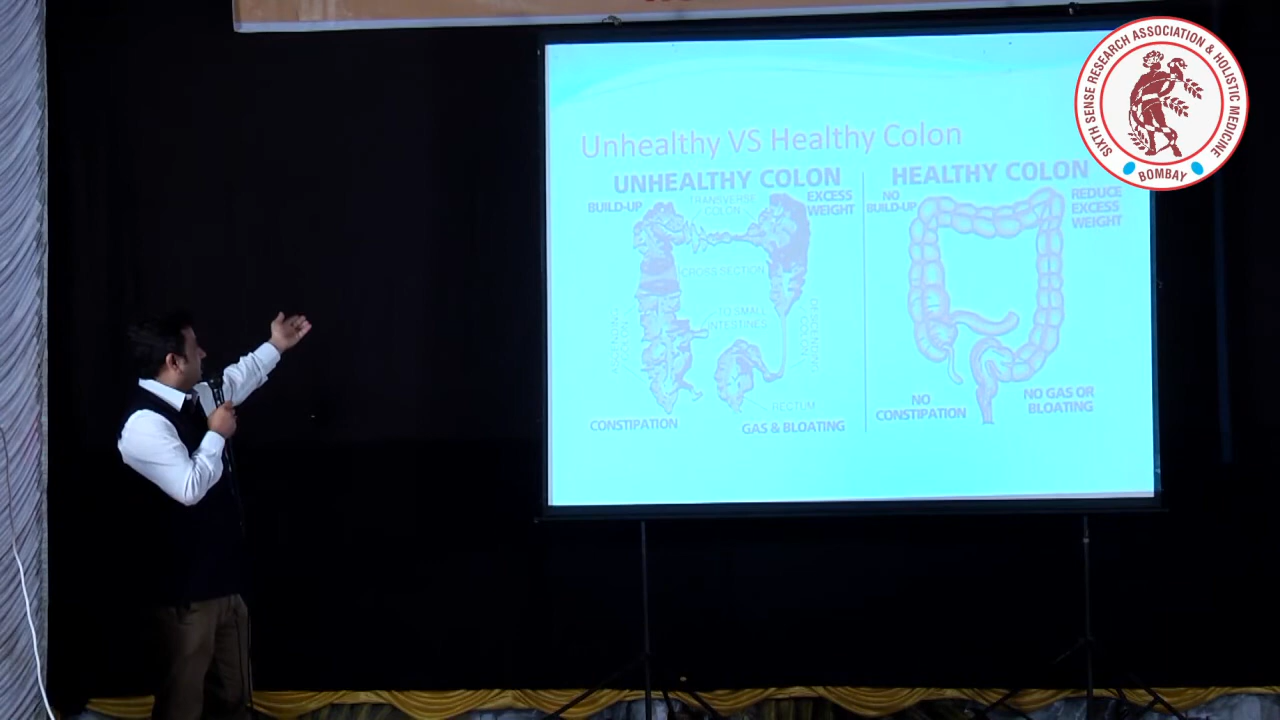 SIXTH SENSE RESEARCH ASSOCIATION & HOLISTIC MEDICINE
BOMBAY
Unhealthy VS Healthy Colon
UNHEALTHY COLON
BUILD-UP
TRANSVERSE
COLON
EXCESS
WEIGHT
CROSS SECTION
TO SMALL
INTESTINES
DESCENDING
COLON
RECTUM
CONSTIPATION
GAS & BLOATING
HEALTHY COLON
NO
BUILD-UP
REDUCE
EXCESS
WEIGHT
NO
CONSTIPATION
NO GAS OR
BLOATING